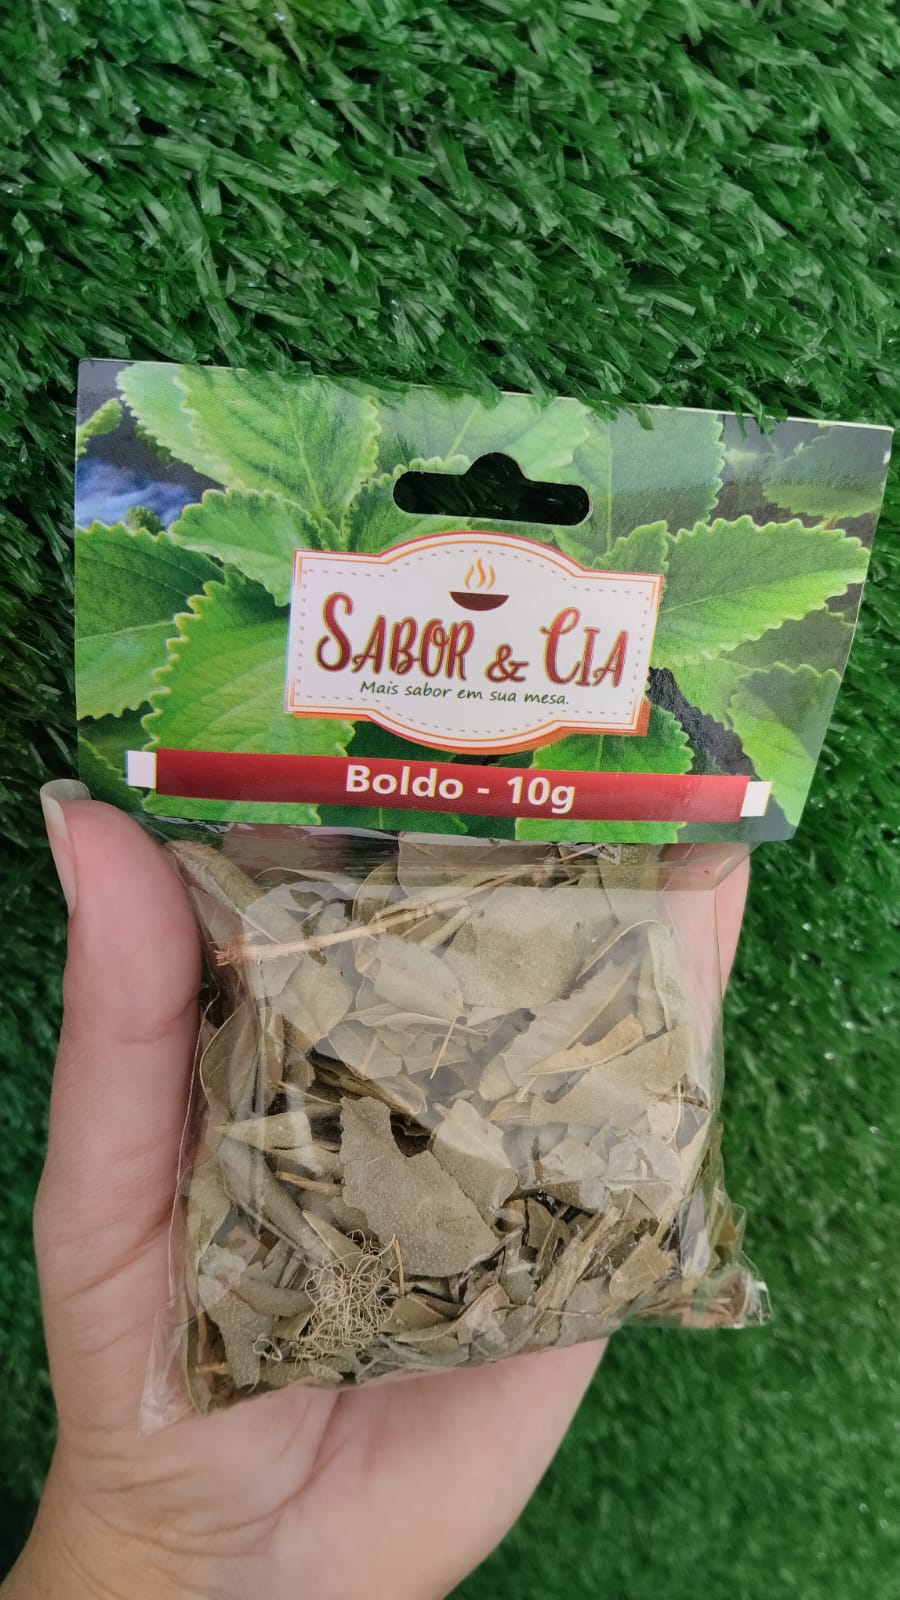 SABOR & CIA
Mais sabor em sua mesa.
Boldo - 10g